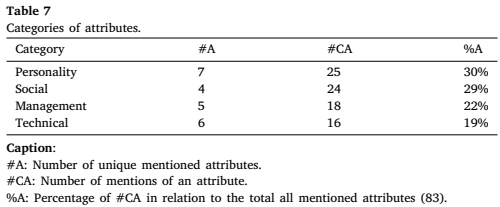 Table 7
Categories of attributes.
Category #A #CA %A
Personality 7 25 30%
Social 4 24 29%
Management 5 18 22%
Technical 6 16 19%
Caption:
#A: Number of unique mentioned attributes.
#CA: Number of mentions of an attribute.
%A: Percentage of #CA in relation to the total all mentioned attributes (83).